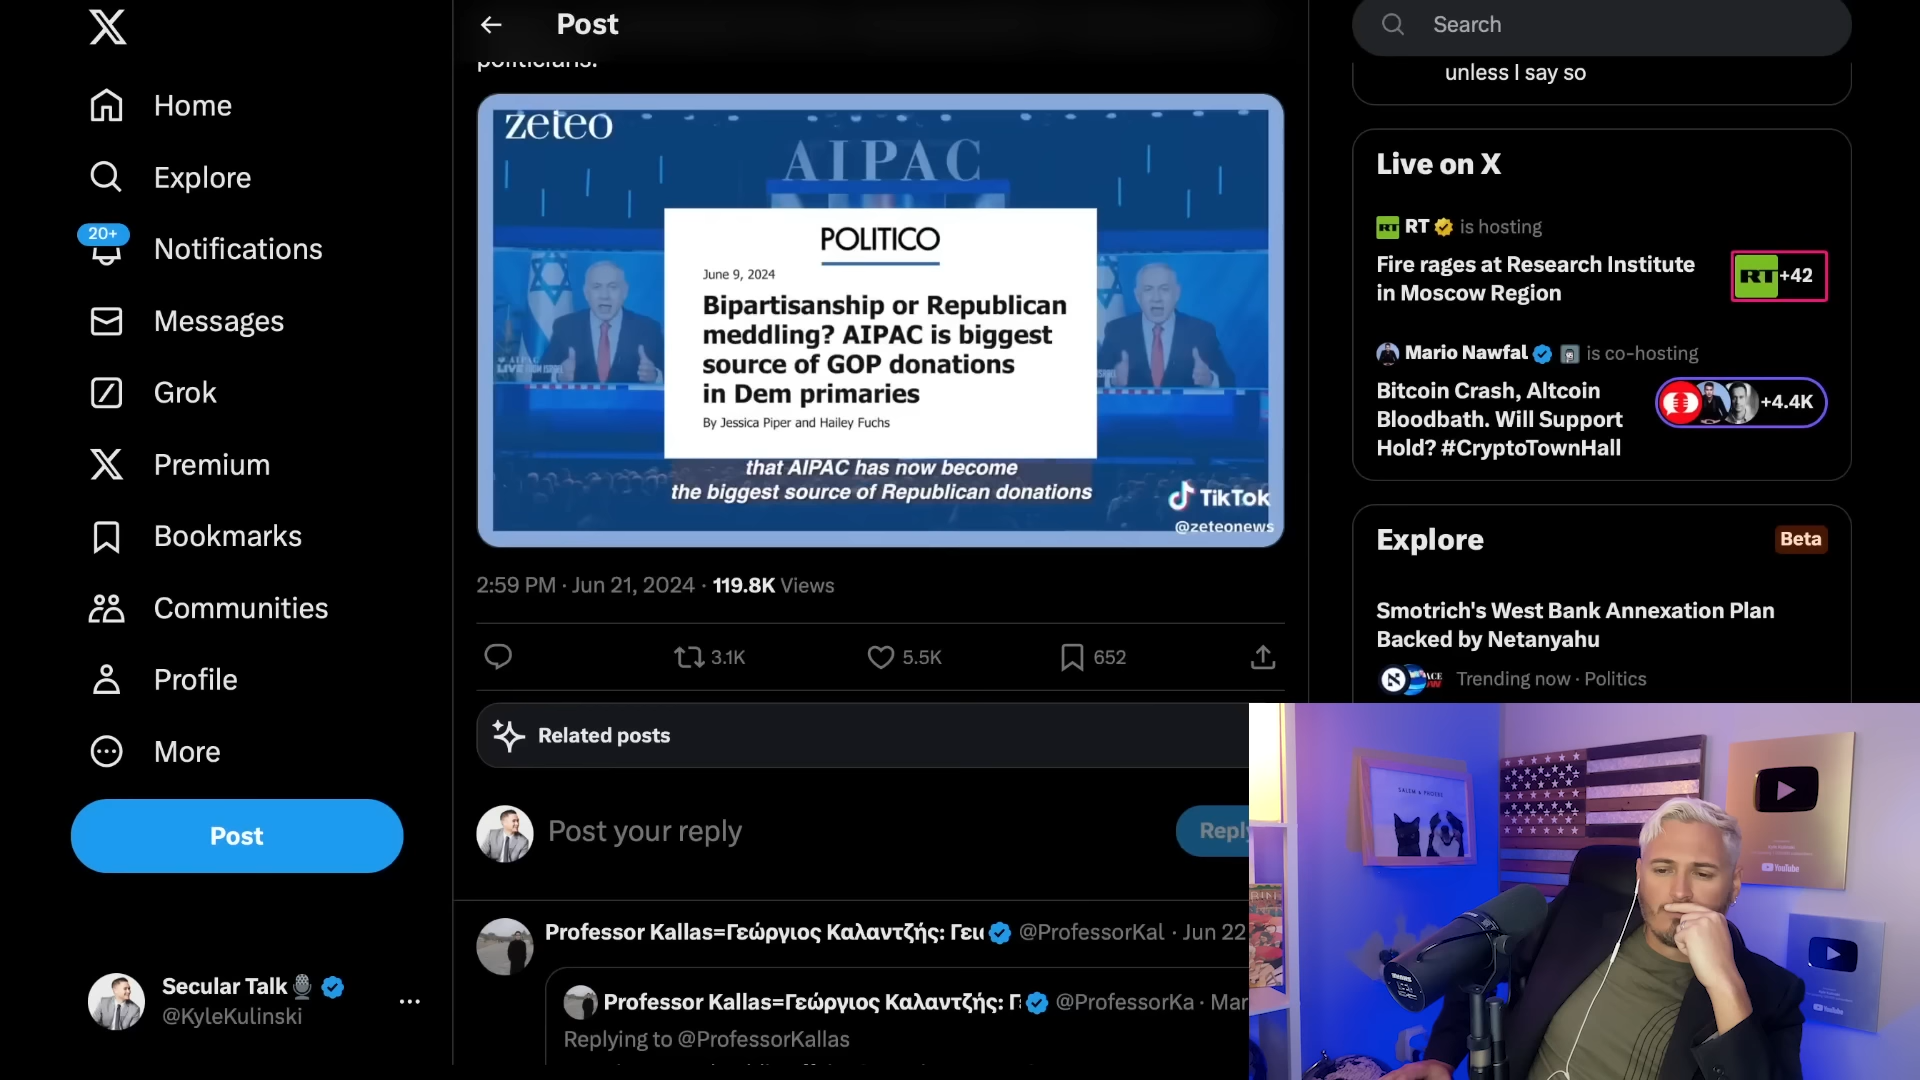 Home
Explore
20+
Notifications
Messages
Grok
Premium
Bookmarks
Communities
Profile
More
Post
Secular Talk
@KyleKulinski
Post
politicians.
zeteo
AIPAC
POLITICO
June 9, 2024
Bipartisanship or Republican
meddling? AIPAC is biggest
source of GOP donations
in Dem primaries
By Jessica Piper and Hailey Fuchs
that AIPAC has now become
the biggest source of Republican donations
TikTok
@zeteonews
2:59 PM · Jun 21, 2024 · 119.8K Views
3.1K
5.5K
652
Related posts
Post your reply
Reply
Professor Kallas=Γεώργιος Καλαντζής: Γει @ProfessorKal · Jun 22
Professor Kallas=Γεώργιος Καλαντζής: Γ @ProfessorKa · Mar
Replying to @ProfessorKallas
Search
unless I say so
Live on X
RT is hosting
Fire rages at Research Institute
in Moscow Region
RT +42
Mario Nawfal is co-hosting
Bitcoin Crash, Altcoin
Bloodbath. Will Support
Hold? #CryptoTownHall
+4.4K
Explore
Beta
Smotrich's West Bank Annexation Plan
Backed by Netanyahu
Trending now · Politics
SALEM & PHOEBE
YouTube
YouTube